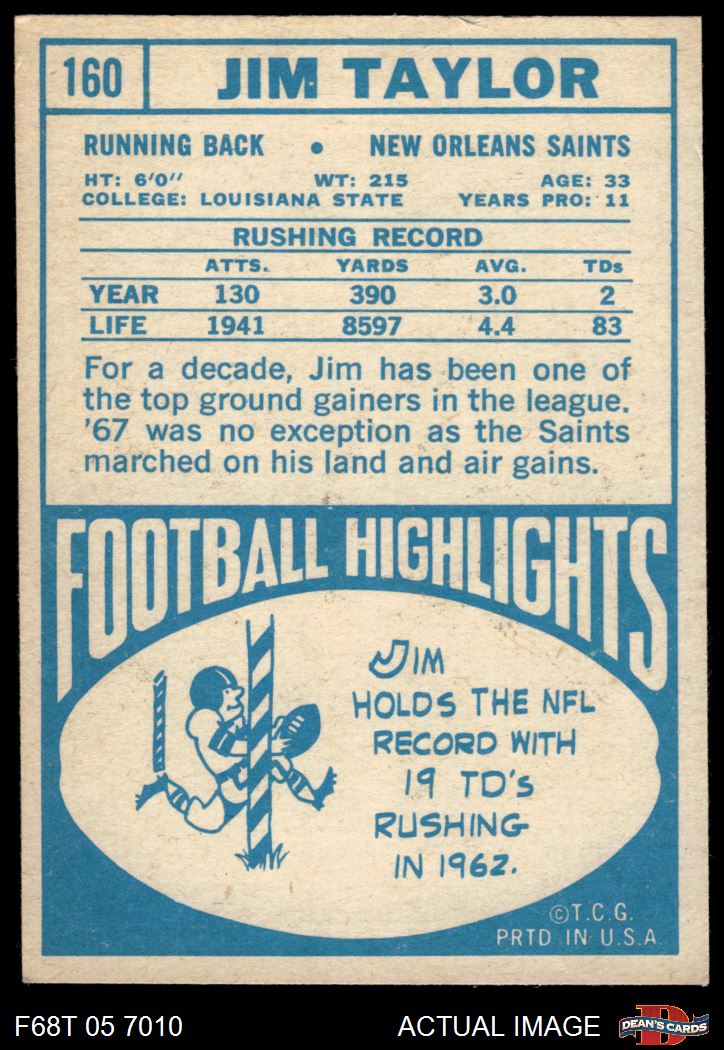 160 JIM TAYLOR
RUNNING BACK • NEW ORLEANS SAINTS
HT: 6'0" WT: 215 AGE: 33
COLLEGE: LOUISIANA STATE YEARS PRO: 11
RUSHING RECORD
ATTS. YARDS AVG. TDs
YEAR 130 390 3.0 2
LIFE 1941 8597 4.4 83
For a decade, Jim has been one of
the top ground gainers in the league.
'67 was no exception as the Saints
marched on his land and air gains.
FOOTBALL HIGHLIGHTS
JIM
HOLDS THE NFL
RECORD WITH
19 TD'S
RUSHING
IN 1962.
©T.C.G.
PRTD IN U.S.A.
F68T 05 7010 ACTUAL IMAGE D DEAN'S CARDS